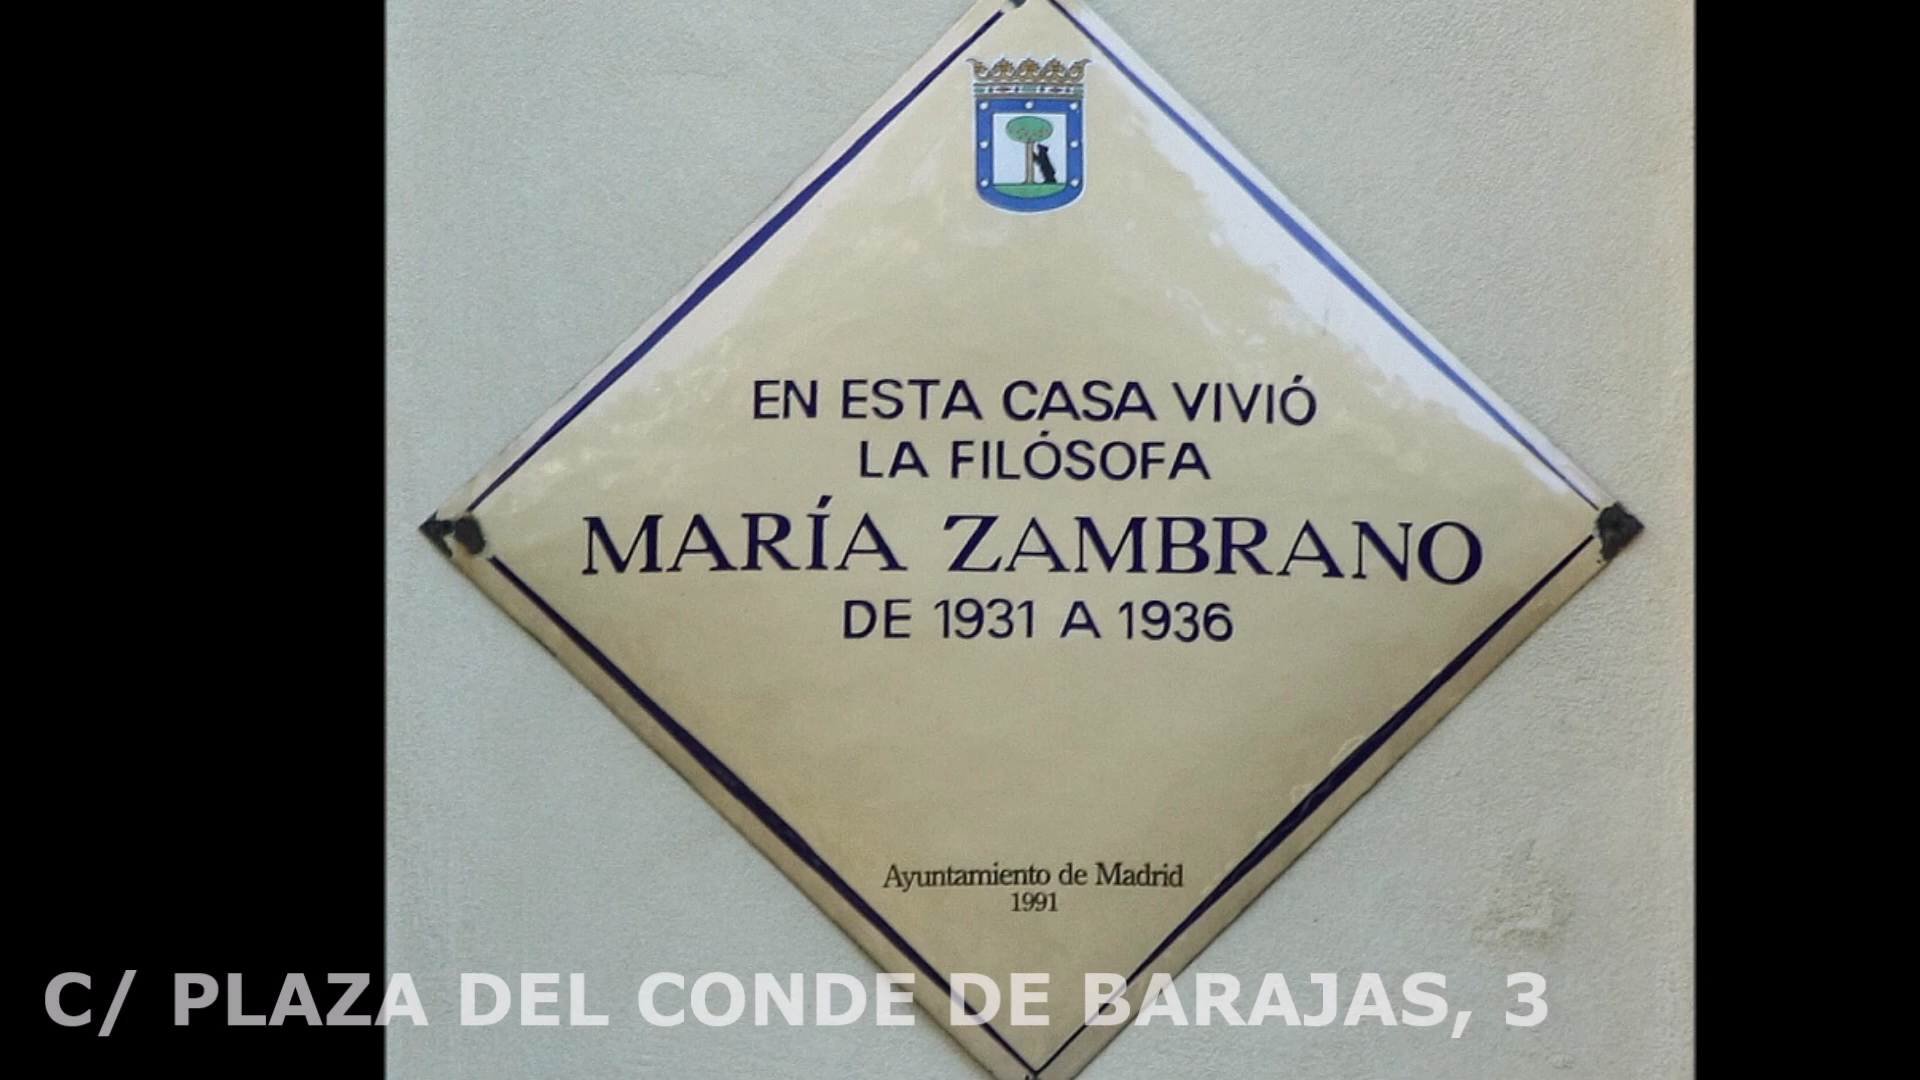 EN ESTA CASA VIVIÓ
LA FILÓSOFA
MARÍA ZAMBRANO
DE 1931 A 1936
Ayuntamiento de Madrid
1991
C/ PLAZA DEL CONDE DE BARAJAS, 3